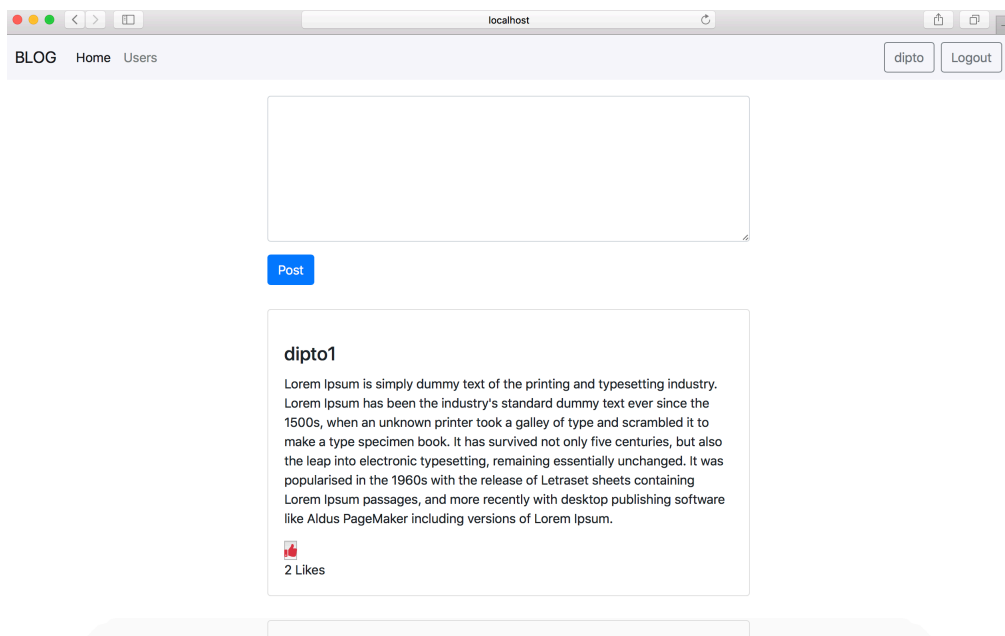 localhost
BLOG Home Users dipto Logout
Post
dipto1
Lorem Ipsum is simply dummy text of the printing and typesetting industry.
Lorem Ipsum has been the industry's standard dummy text ever since the
1500s, when an unknown printer took a galley of type and scrambled it to
make a type specimen book. It has survived not only five centuries, but also
the leap into electronic typesetting, remaining essentially unchanged. It was
popularised in the 1960s with the release of Letraset sheets containing
Lorem Ipsum passages, and more recently with desktop publishing software
like Aldus PageMaker including versions of Lorem Ipsum.
2 Likes